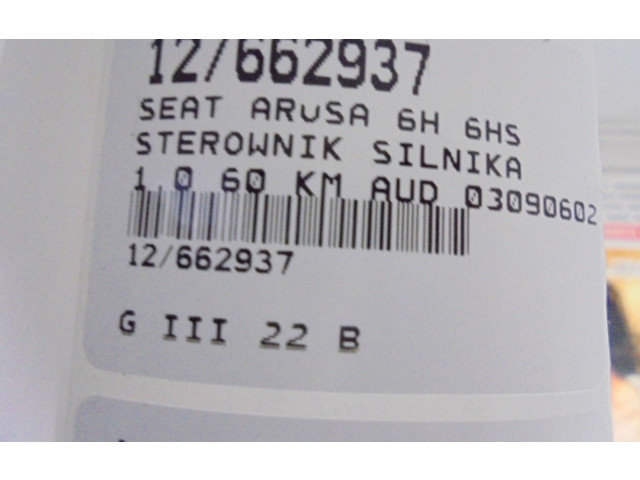 12/662937
SEAT ARUSA 6H 6HS
STEROWNIK SILNIKA
1.0 60 KM AUD 03090602
12/662937
G III 22 B